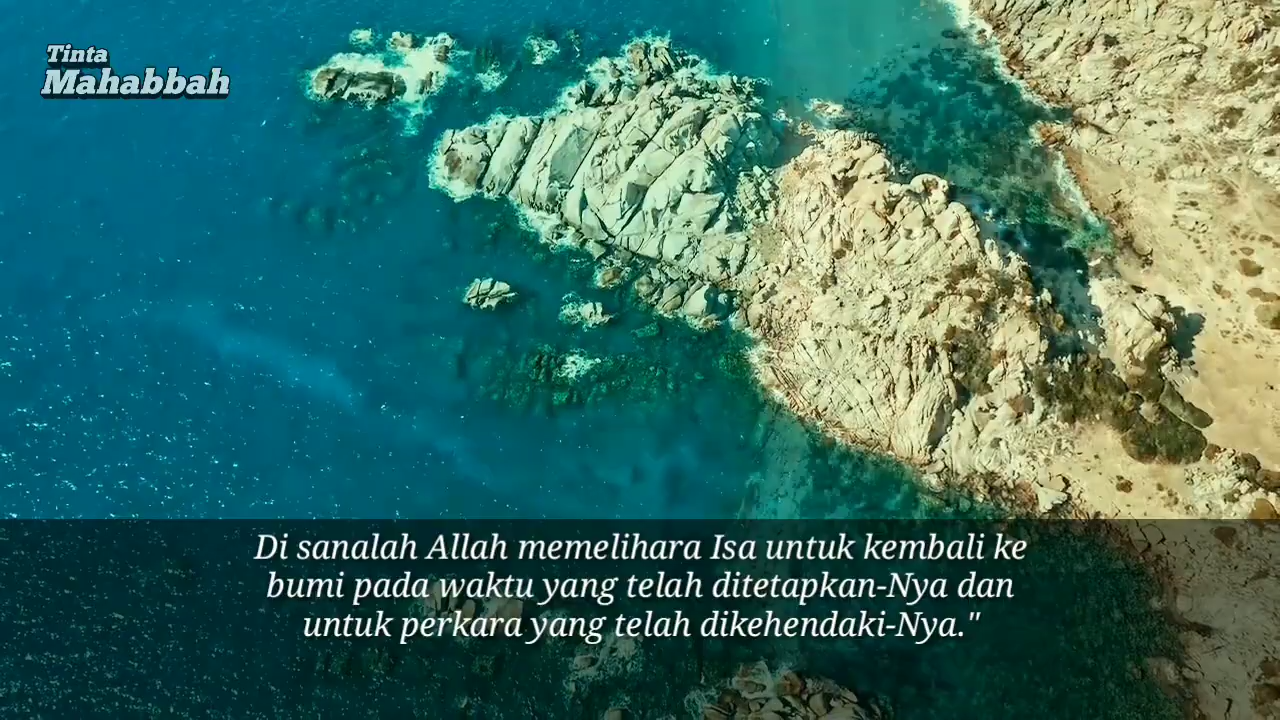 Tinta
Mahabbah
Di sanalah Allah memelihara Isa untuk kembali ke
bumi pada waktu yang telah ditetapkan-Nya dan
untuk perkara yang telah dikehendaki-Nya."